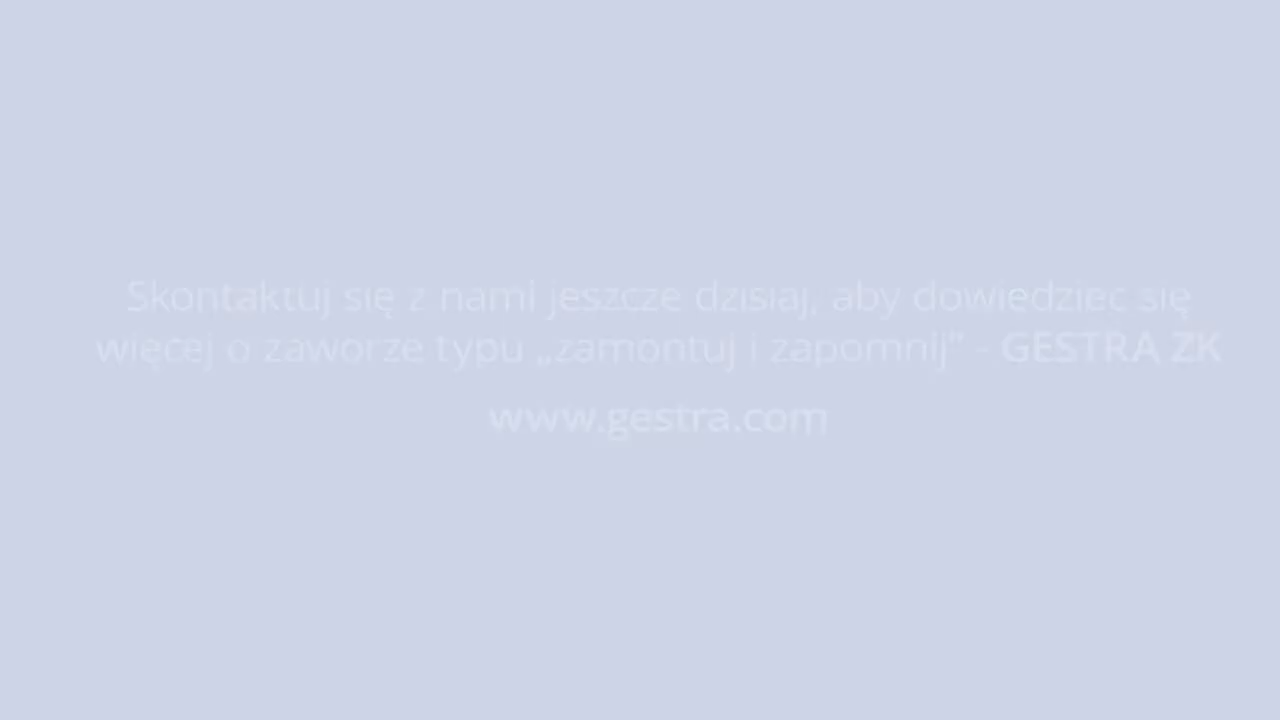 Skontaktuj się z nami jeszcze dzisiaj, aby dowiedzieć się
więcej o zaworze typu „zamontuj i zapomnij” - GESTRA ZK
www.gestra.com